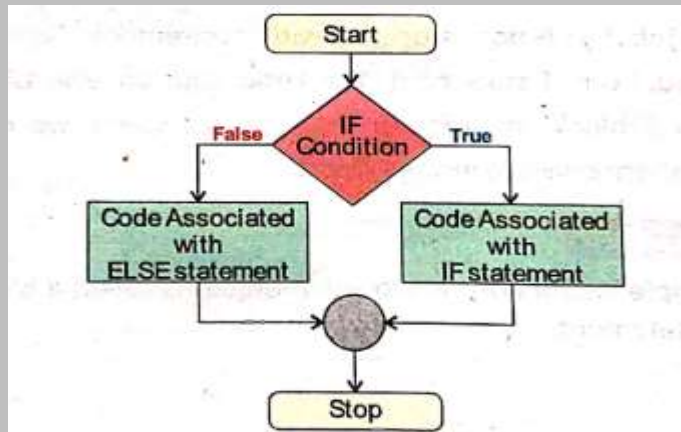 Start
False
IF
Condition
True
Code Associated
with
ELSE statement
Code Associated
with
IF statement
Stop